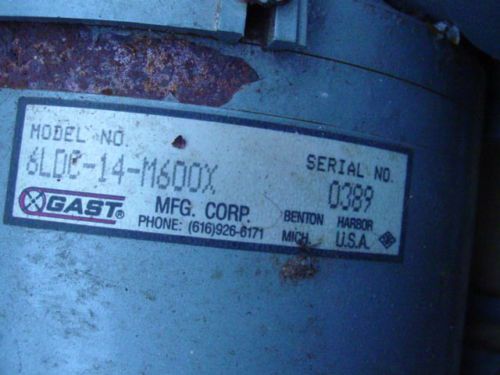 MODEL NO.
6LDC-14-M600X
SERIAL NO.
0389
GAST® MFG. CORP. BENTON HARBOR
PHONE: (616)926-6171 MICH. U.S.A.